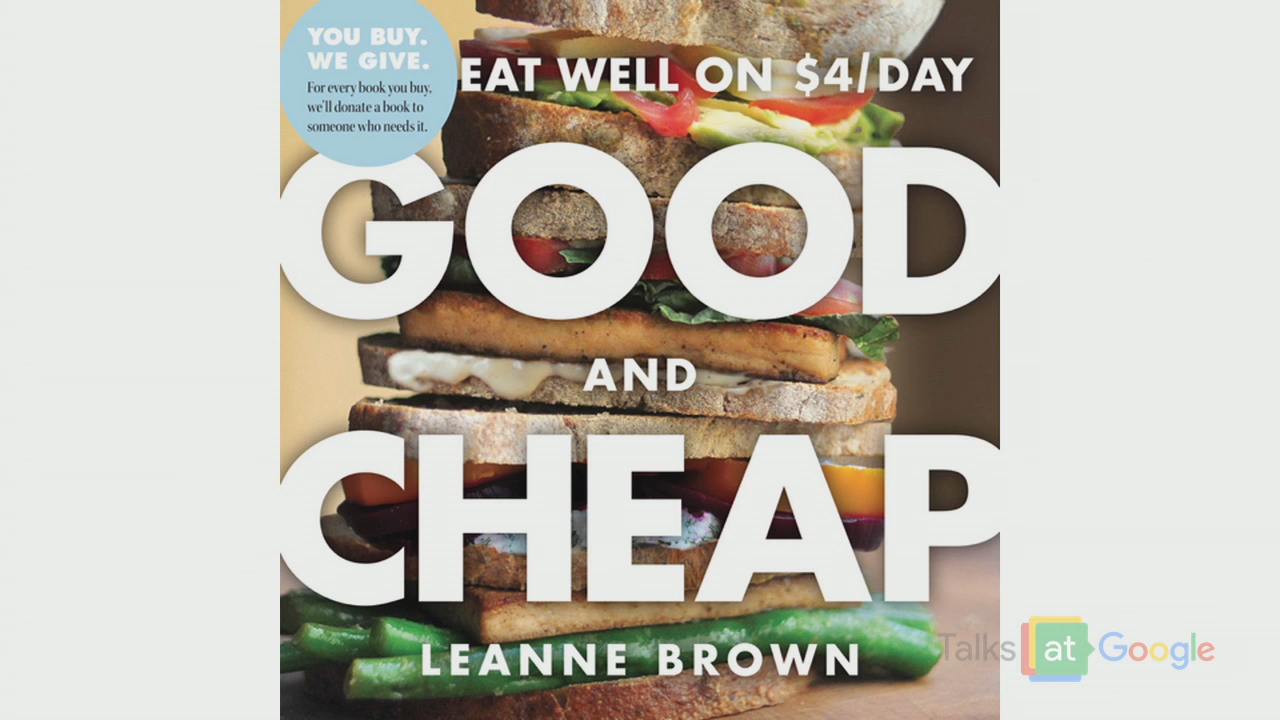 YOU BUY.
WE GIVE.
For every book you buy,
we'll donate a book to
someone who needs it.
EAT WELL ON $4/DAY
GOOD
AND
CHEAP
LEANNE BROWN
Talks at Google